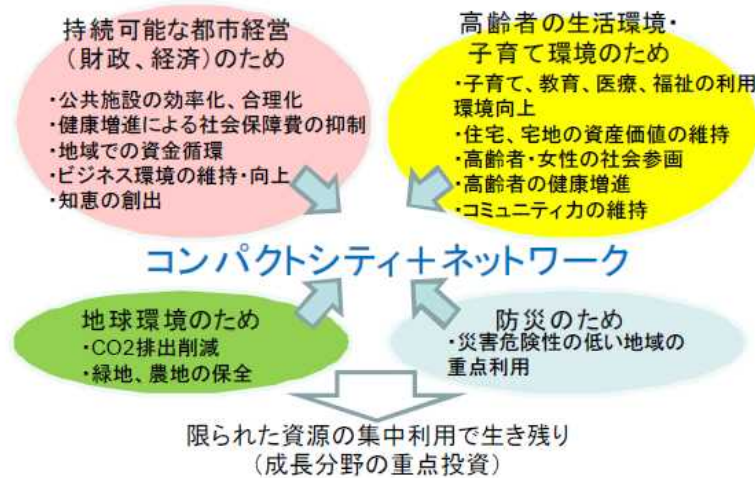 持続可能な都市経営
(財政、経済)のため
・公共施設の効率化、合理化
・健康増進による社会保障費の抑制
・地域での資金循環
・ビジネス環境の維持・向上
・知恵の創出
高齢者の生活環境・
子育て環境のため
・子育て、教育、医療、福祉の利用
環境向上
・住宅、宅地の資産価値の維持
・高齢者・女性の社会参画
・高齢者の健康増進
・コミュニティ力の維持
コンパクトシティ+ネットワーク
地球環境のため
・CO2排出削減
・緑地、農地の保全
防災のため
・災害危険性の低い地域の
重点利用
限られた資源の集中利用で生き残り
(成長分野の重点投資)